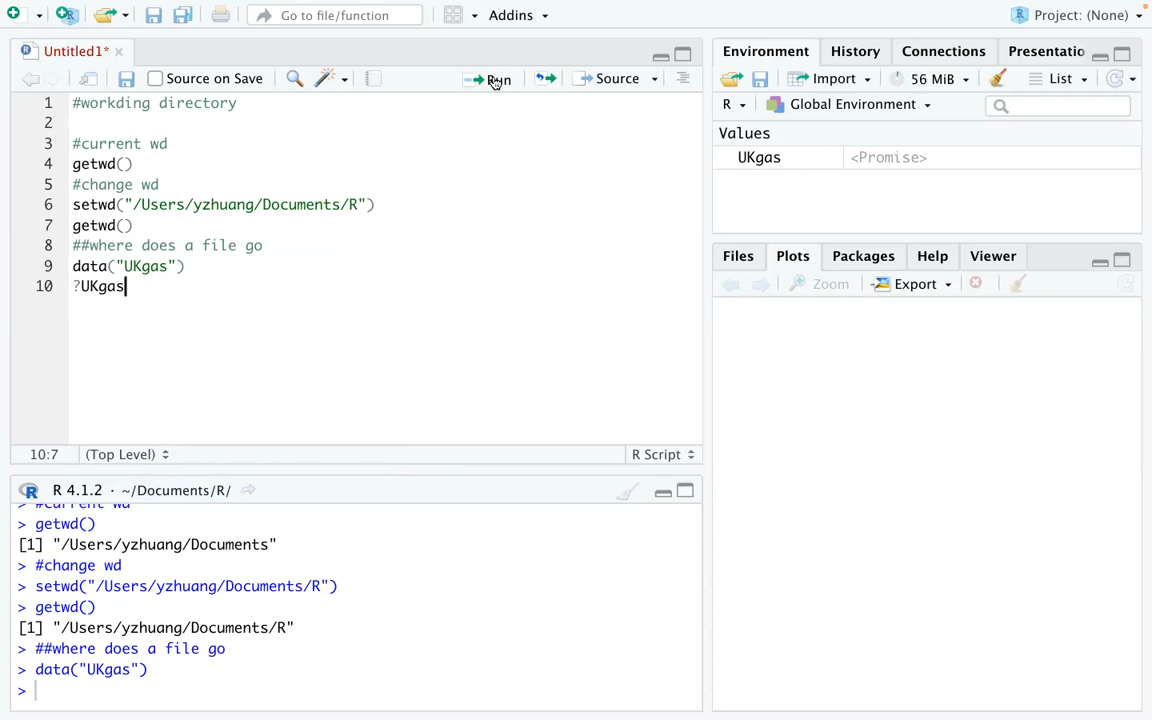 Go to file/function
Addins
Project: (None)
Untitled1*
Source on Save
Run
Source
1 #workding directory
2
3 #current wd
4 getwd()
5 #change wd
6 setwd("/Users/yzhuang/Documents/R")
7 getwd()
8 ##where does a file go
9 data("UKgas")
10 ?UKgas
10:7 (Top Level) R Script
R 4.1.2 · ~/Documents/R/
> #current wd
> getwd()
[1] "/Users/yzhuang/Documents"
> #change wd
> setwd("/Users/yzhuang/Documents/R")
> getwd()
[1] "/Users/yzhuang/Documents/R"
> ##where does a file go
> data("UKgas")
>
Environment History Connections Presentatio
Import 56 MiB List
R Global Environment
Values
UKgas <Promise>
Files Plots Packages Help Viewer
Zoom Export